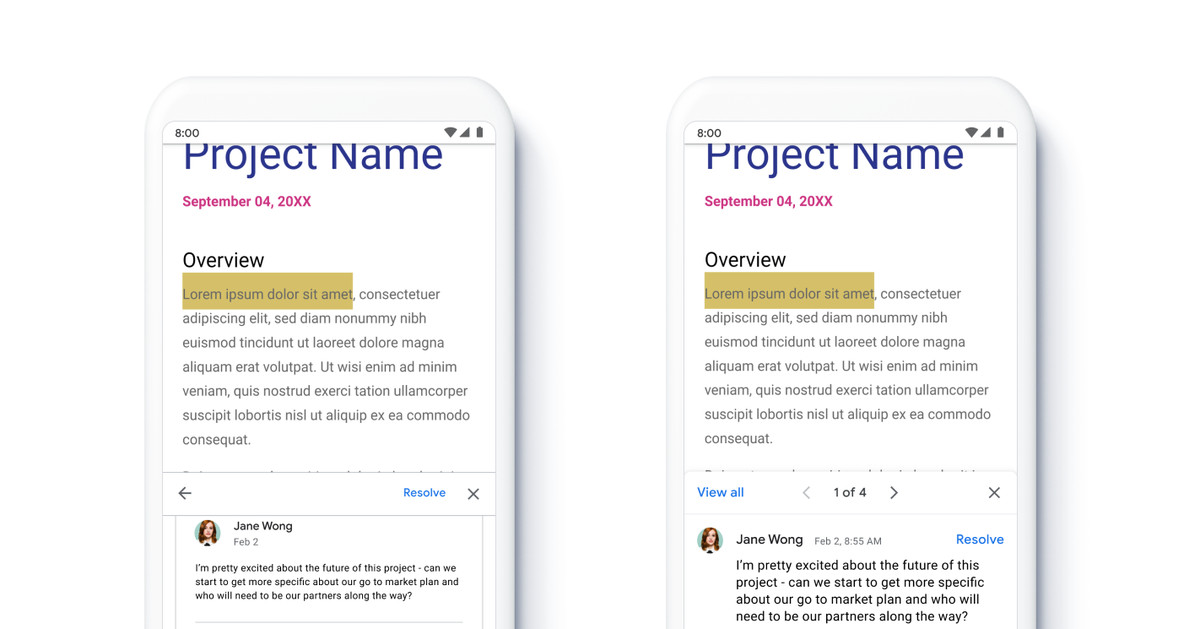 8:00
Project Name
September 04, 20XX
Overview
Lorem ipsum dolor sit amet, consectetuer
adipiscing elit, sed diam nonummy nibh
euismod tincidunt ut laoreet dolore magna
aliquam erat volutpat. Ut wisi enim ad minim
veniam, quis nostrud exerci tation ullamcorper
suscipit lobortis nisl ut aliquip ex ea commodo
consequat.
Resolve
Jane Wong
Feb 2
I'm pretty excited about the future of this project - can we
start to get more specific about our go to market plan and
who will need to be our partners along the way?
8:00
Project Name
September 04, 20XX
Overview
Lorem ipsum dolor sit amet, consectetuer
adipiscing elit, sed diam nonummy nibh
euismod tincidunt ut laoreet dolore magna
aliquam erat volutpat. Ut wisi enim ad minim
veniam, quis nostrud exerci tation ullamcorper
suscipit lobortis nisl ut aliquip ex ea commodo
consequat.
View all 1 of 4
Jane Wong Feb 2, 8:55 AM Resolve
I'm pretty excited about the future of this
project - can we start to get more specific
about our go to market plan and who will
need to be our partners along the way?